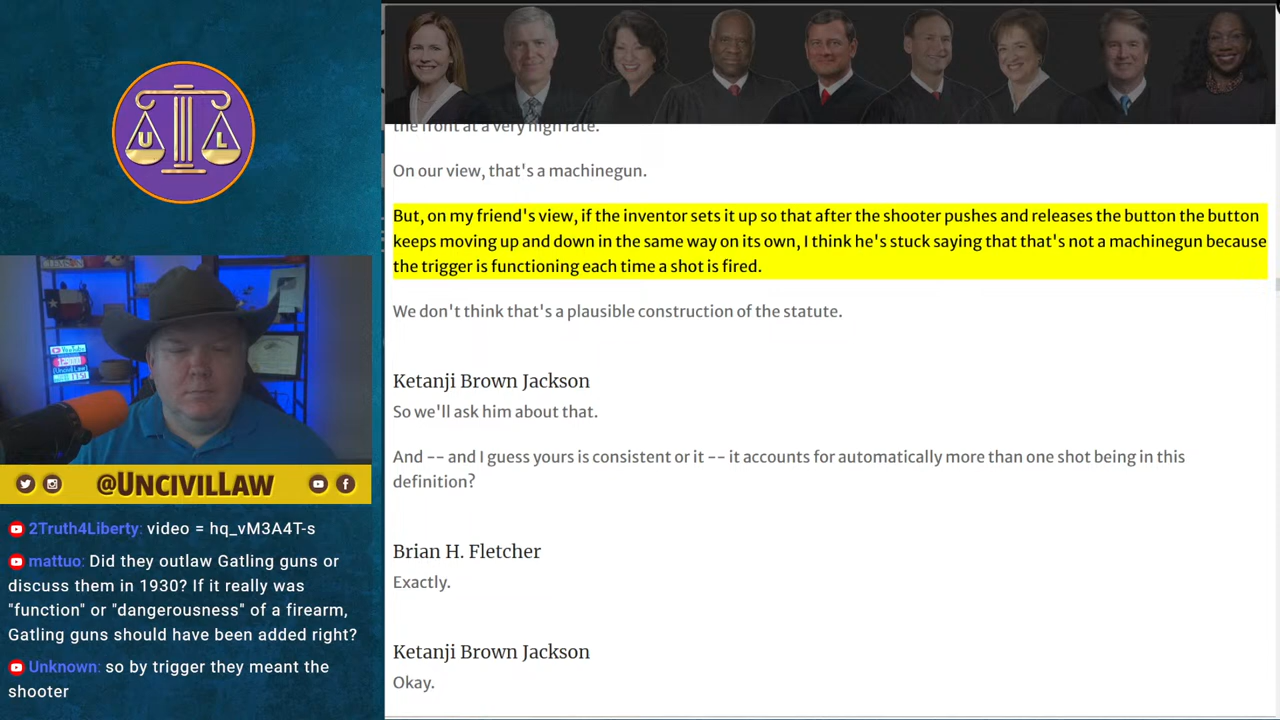 U L
YouTube
@UNCIVILLAW
2Truth4Liberty: video = hq_vM3A4T-s
mattuo: Did they outlaw Gatling guns or
discuss them in 1930? If it really was
"function" or "dangerousness" of a firearm,
Gatling guns should have been added right?
Unknown: so by trigger they meant the
shooter
the front at a very high rate.
On our view, that's a machinegun.
But, on my friend's view, if the inventor sets it up so that after the shooter pushes and releases the button the button
keeps moving up and down in the same way on its own, I think he's stuck saying that that's not a machinegun because
the trigger is functioning each time a shot is fired.
We don't think that's a plausible construction of the statute.
Ketanji Brown Jackson
So we'll ask him about that.
And -- and I guess yours is consistent or it -- it accounts for automatically more than one shot being in this
definition?
Brian H. Fletcher
Exactly.
Ketanji Brown Jackson
Okay.